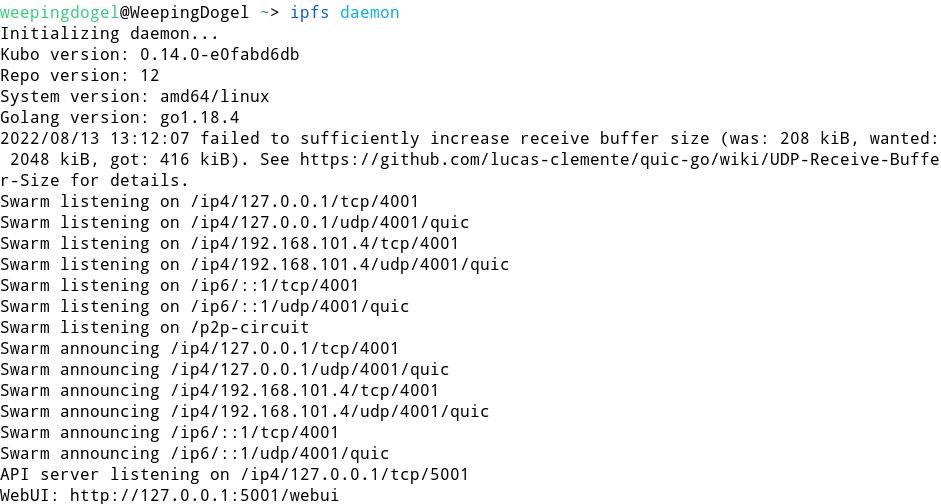 weepingdogel@WeepingDogel ~> ipfs daemon
Initializing daemon...
Kubo version: 0.14.0-e0fabd6db
Repo version: 12
System version: amd64/linux
Golang version: go1.18.4
2022/08/13 13:12:07 failed to sufficiently increase receive buffer size (was: 208 kiB, wanted:
 2048 kiB, got: 416 kiB). See https://github.com/lucas-clemente/quic-go/wiki/UDP-Receive-Buffe
r-Size for details.
Swarm listening on /ip4/127.0.0.1/tcp/4001
Swarm listening on /ip4/127.0.0.1/udp/4001/quic
Swarm listening on /ip4/192.168.101.4/tcp/4001
Swarm listening on /ip4/192.168.101.4/udp/4001/quic
Swarm listening on /ip6/::1/tcp/4001
Swarm listening on /ip6/::1/udp/4001/quic
Swarm listening on /p2p-circuit
Swarm announcing /ip4/127.0.0.1/tcp/4001
Swarm announcing /ip4/127.0.0.1/udp/4001/quic
Swarm announcing /ip4/192.168.101.4/tcp/4001
Swarm announcing /ip4/192.168.101.4/udp/4001/quic
Swarm announcing /ip6/::1/tcp/4001
Swarm announcing /ip6/::1/udp/4001/quic
API server listening on /ip4/127.0.0.1/tcp/5001
WebUI: http://127.0.0.1:5001/webui